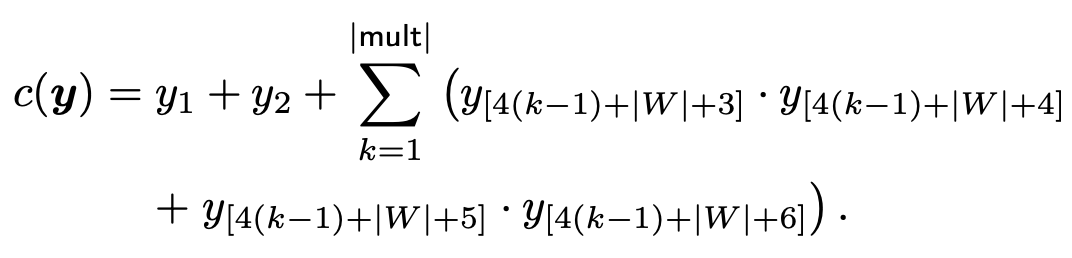 c(y) = y₁ + y₂ + ∑_{k=1}^{|mult|} (y_{[4(k−1)+|W|+3]} · y_{[4(k−1)+|W|+4]}
+ y_{[4(k−1)+|W|+5]} · y_{[4(k−1)+|W|+6]}) .